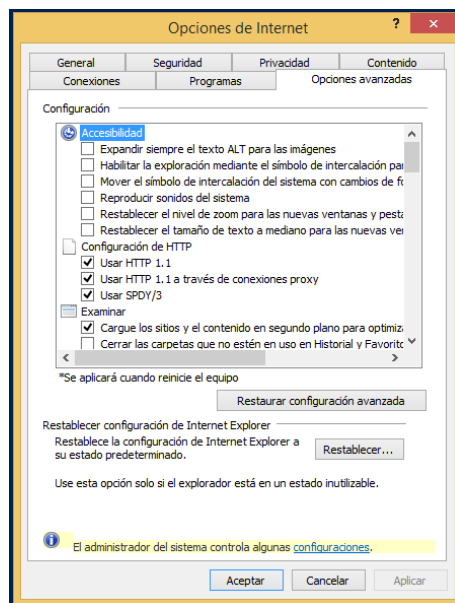 Opciones de Internet
?
General
Seguridad
Privacidad
Contenido
Conexiones
Programas
Opciones avanzadas
Configuración
Accesibilidad
Expandir siempre el texto ALT para las imágenes
Habilitar la exploración mediante el símbolo de intercalación
Mover el símbolo de intercalación del sistema con cambios de
Reproducir sonidos del sistema
Restablecer el nivel de zoom para las nuevas ventanas y
Restablecer el tamaño de texto a mediano para las nuevas
Configuración de HTTP
Usar HTTP 1.1
Usar HTTP 1.1 a través de conexiones proxy
Usar SPDY/3
Examinar
Cargue los sitios y el contenido en segundo plano para
Cerrar las carpetas que no estén en uso en Historial y
*Se aplicará cuando reinicie el equipo
Restaurar configuración avanzada
Restablecer configuración de Internet Explorer
Restablece la configuración de Internet Explorer a
su estado predeterminado.
Restablecer...
Use esta opción solo si el explorador está en un estado inutilizable.
El administrador del sistema controla algunas configuraciones.
Aceptar
Cancelar
Aplicar